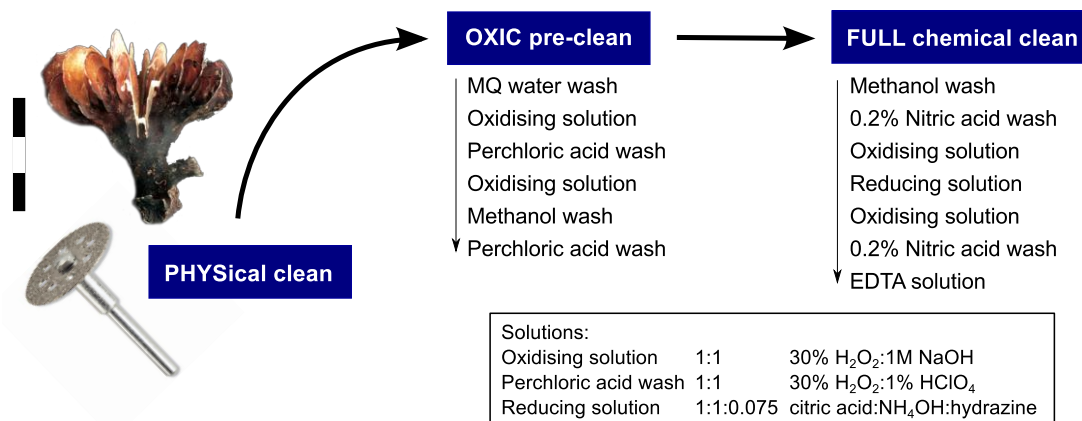 PHYSical clean
OXIC pre-clean
MQ water wash
Oxidising solution
Perchloric acid wash
Oxidising solution
Methanol wash
Perchloric acid wash
FULL chemical clean
Methanol wash
0.2% Nitric acid wash
Oxidising solution
Reducing solution
Oxidising solution
0.2% Nitric acid wash
EDTA solution
Solutions:
Oxidising solution 1:1 30% H₂O₂:1M NaOH
Perchloric acid wash 1:1 30% H₂O₂:1% HClO₄
Reducing solution 1:1:0.075 citric acid:NH₄OH:hydrazine